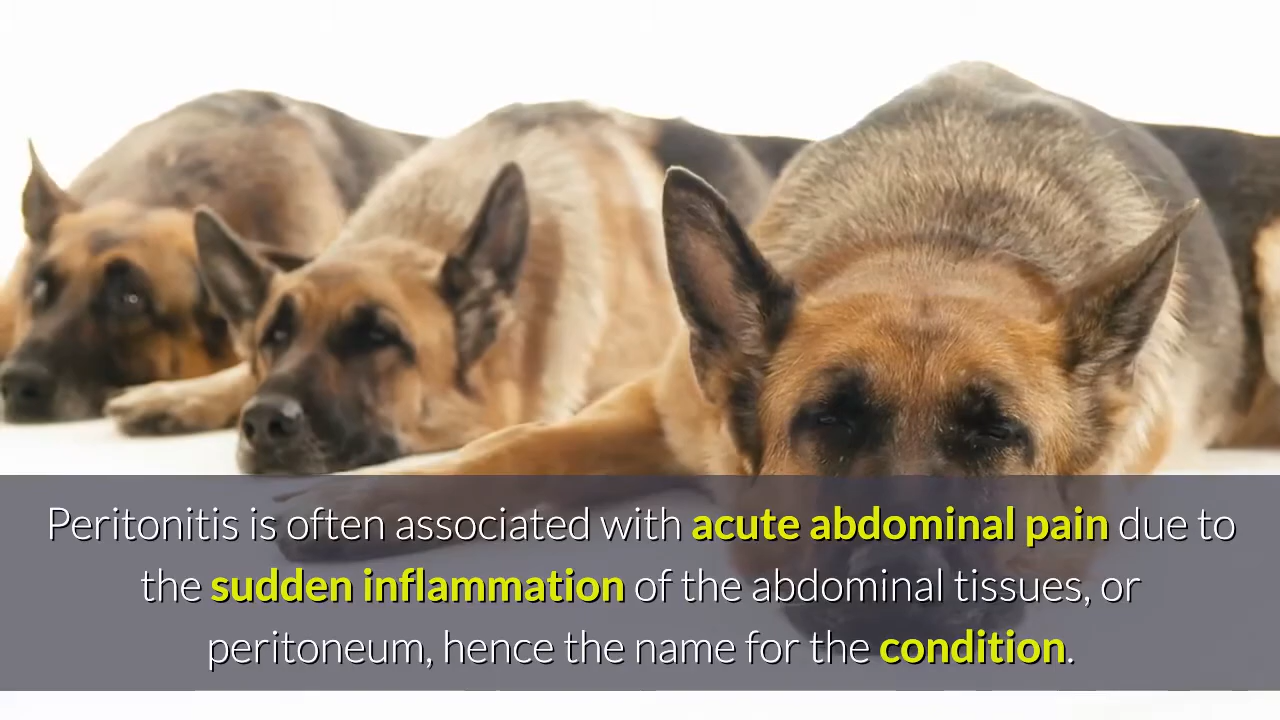 Peritonitis is often associated with acute abdominal pain due to
the sudden inflammation of the abdominal tissues, or
peritoneum, hence the name for the condition.